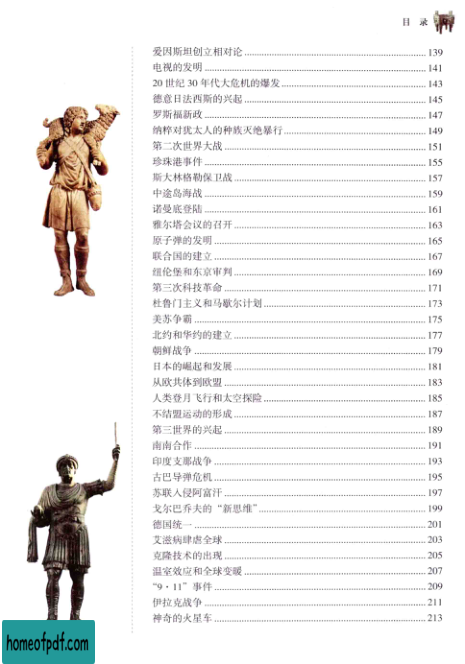 目 录
爱因斯坦创立相对论 139
电视的发明 141
20 世纪 30 年代大危机的爆发 143
德意日法西斯的兴起 145
罗斯福新政 147
纳粹对犹太人的种族灭绝暴行 149
第二次世界大战 151
珍珠港事件 155
斯大林格勒保卫战 157
中途岛海战 159
诺曼底登陆 161
雅尔塔会议的召开 163
原子弹的发明 165
联合国的建立 167
纽伦堡和东京审判 169
第三次科技革命 171
杜鲁门主义和马歇尔计划 173
美苏争霸 175
北约和华约的建立 177
朝鲜战争 179
日本的崛起和发展 181
从欧共体到欧盟 183
人类登月飞行和太空探险 185
不结盟运动的形成 187
第三世界的兴起 189
南南合作 191
印度支那战争 193
古巴导弹危机 195
苏联入侵阿富汗 197
戈尔巴乔夫的“新思维” 199
德国统一 201
艾滋病肆虐全球 203
克隆技术的出现 205
温室效应和全球变暖 207
“9·11”事件 209
伊拉克战争 211
神奇的火星车 213
homeofpdf.com